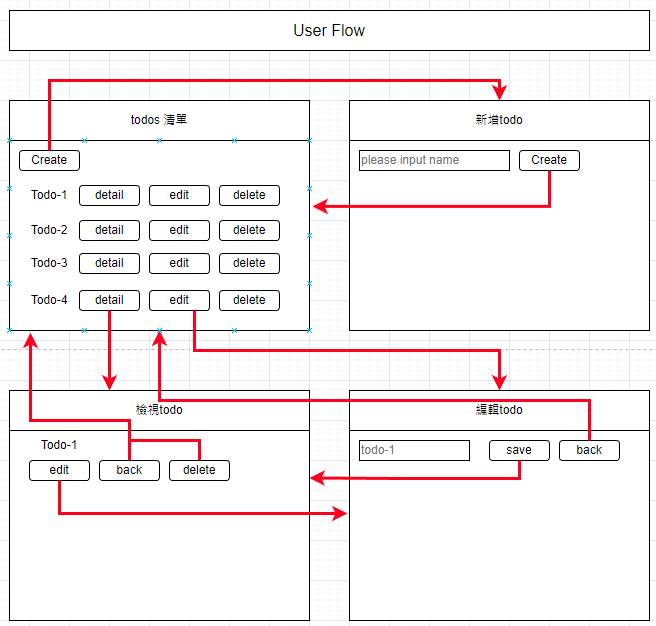 User Flow
todos 清單
Create
Todo-1 detail edit delete
Todo-2 detail edit delete
Todo-3 detail edit delete
Todo-4 detail edit delete
新增todo
please input name Create
檢視todo
Todo-1
edit back delete
編輯todo
todo-1 save back